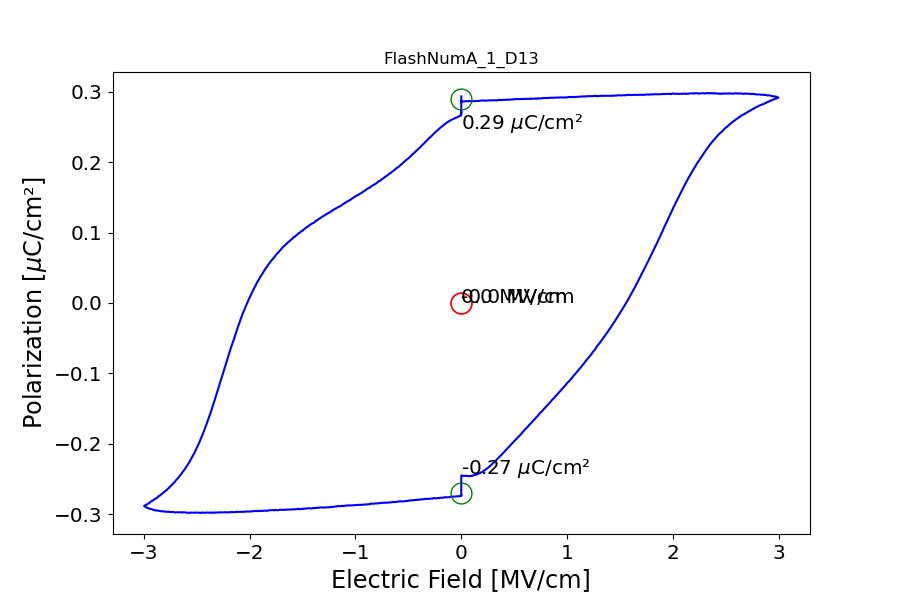 FlashNumA_1_D13
Polarization [μC/cm²]
0.3
0.2
0.1
0.0
−0.1
−0.2
−0.3
0.29 μC/cm²
-0.27 μC/cm²
−3
−2
−1
0
1
2
3
Electric Field [MV/cm]